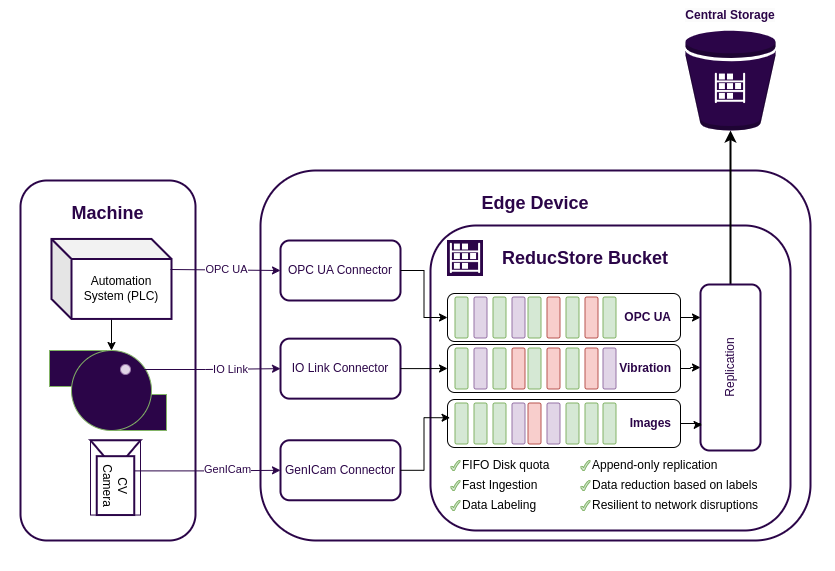 Central Storage
Edge Device
Machine
ReducStore Bucket
Automation
System (PLC)
OPC UA
OPC UA Connector
OPC UA
IO Link
IO Link Connector
Vibration
Replication
Images
CV
Camera
GenICam
GenICam Connector
FIFO Disk quota
Fast Ingestion
Data Labeling
Append-only replication
Data reduction based on labels
Resilient to network disruptions